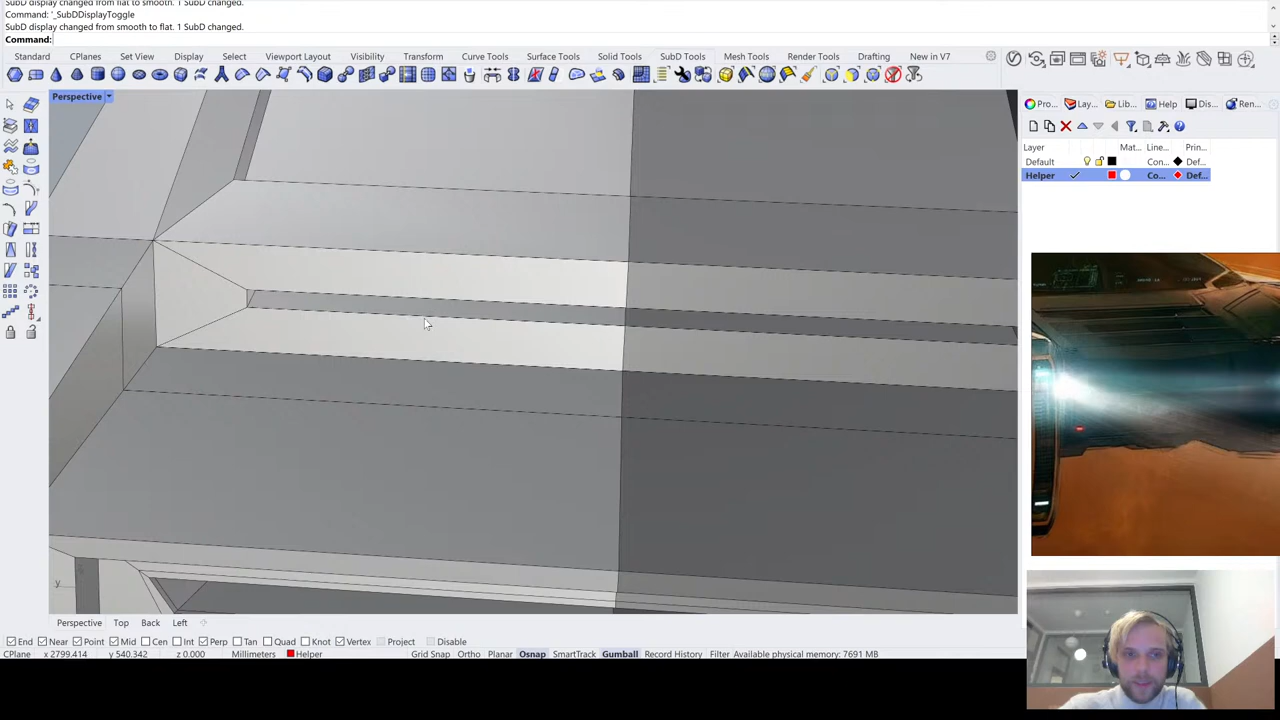 SubD display changed from flat to smooth. 1 SubD changed.
Command: '_SubDDisplayToggle
SubD display changed from smooth to flat. 1 SubD changed.
Command:
Standard CPlanes Set View Display Select Viewport Layout Visibility Transform Curve Tools Surface Tools Solid Tools SubD Tools Mesh Tools Render Tools Drafting New in V7
Perspective
Pro... Lay... Lib... Help Dis... Ren...
Layer Mat... Line... Prin...
Default Con... Def...
Helper Co... Def...
y
Perspective Top Back Left
End Near Point Mid Cen Int Perp Tan Quad Knot Vertex Project Disable
CPlane x 2799.414 y 540.342 z 0.000 Millimeters Helper Grid Snap Ortho Planar Osnap SmartTrack Gumball Record History Filter Available physical memory: 7691 MB